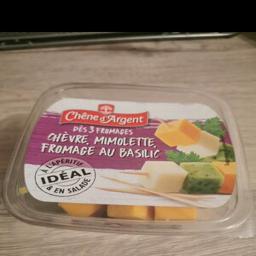 Chêne d'Argent
DÉS 3 FROMAGES
CHÈVRE, MIMOLETTE,
FROMAGE AU BASILIC
À L'APÉRITIF
IDÉAL
& EN SALADE